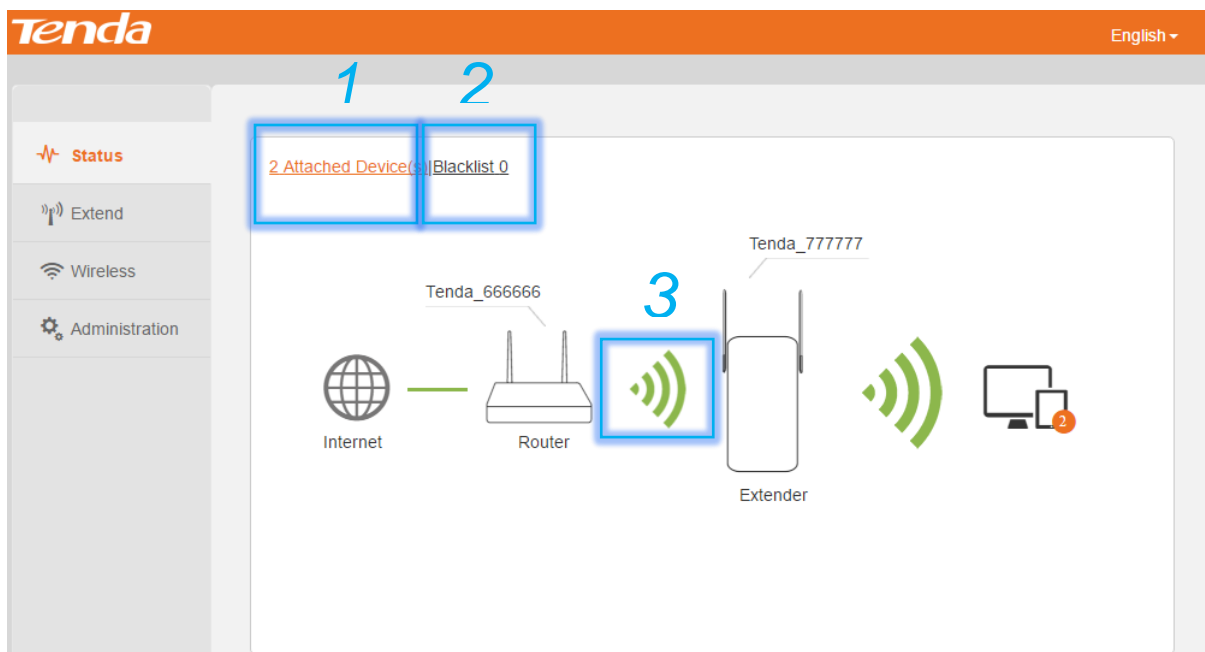 Tenda
English
1 2
Status
2 Attached Device(s)|Blacklist 0
Extend
Tenda_777777
Wireless
Tenda_666666
3
Administration
2
Internet
Router
Extender